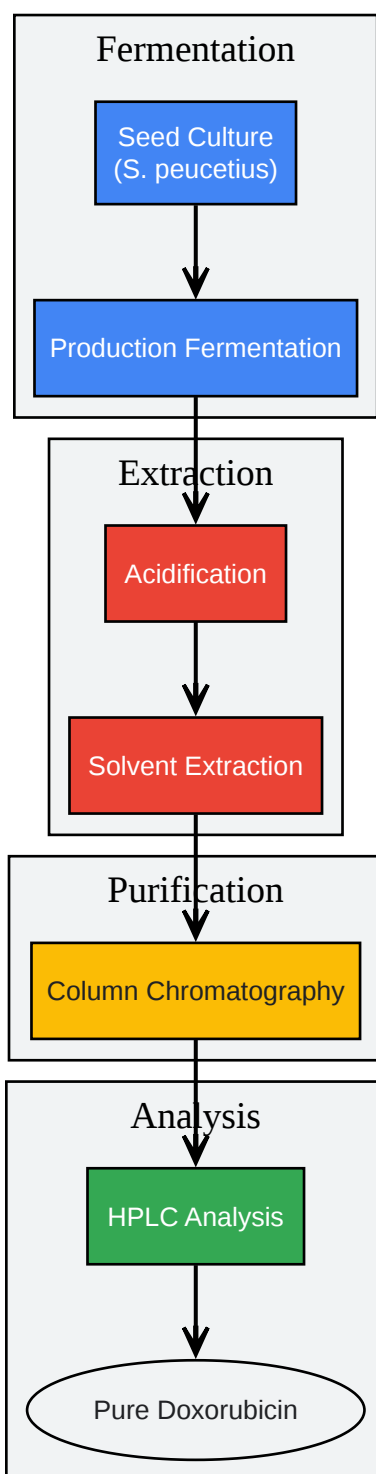 Fermentation
Seed Culture
(S. peucetius)
Production Fermentation
Extraction
Acidification
Solvent Extraction
Purification
Column Chromatography
Analysis
HPLC Analysis
Pure Doxorubicin